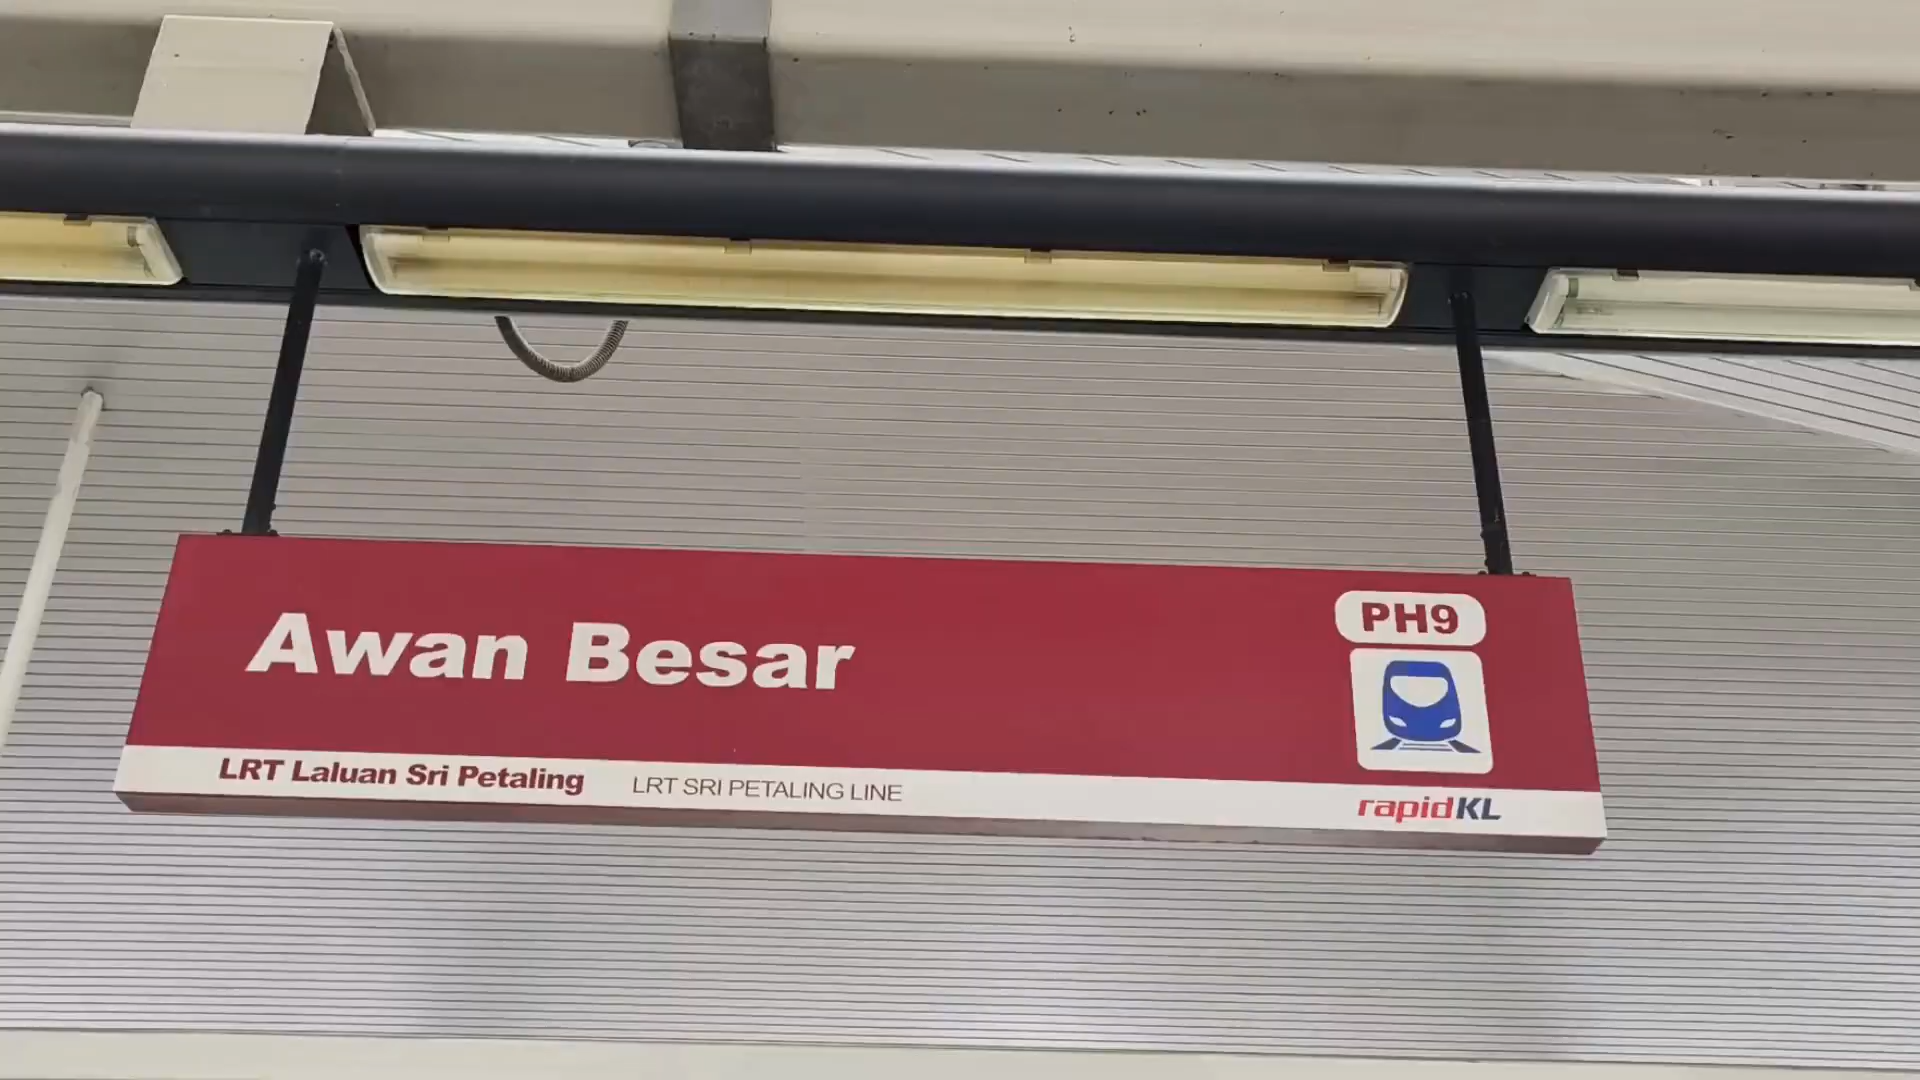 Awan Besar
PH9
LRT Laluan Sri Petaling LRT SRI PETALING LINE
rapidKL